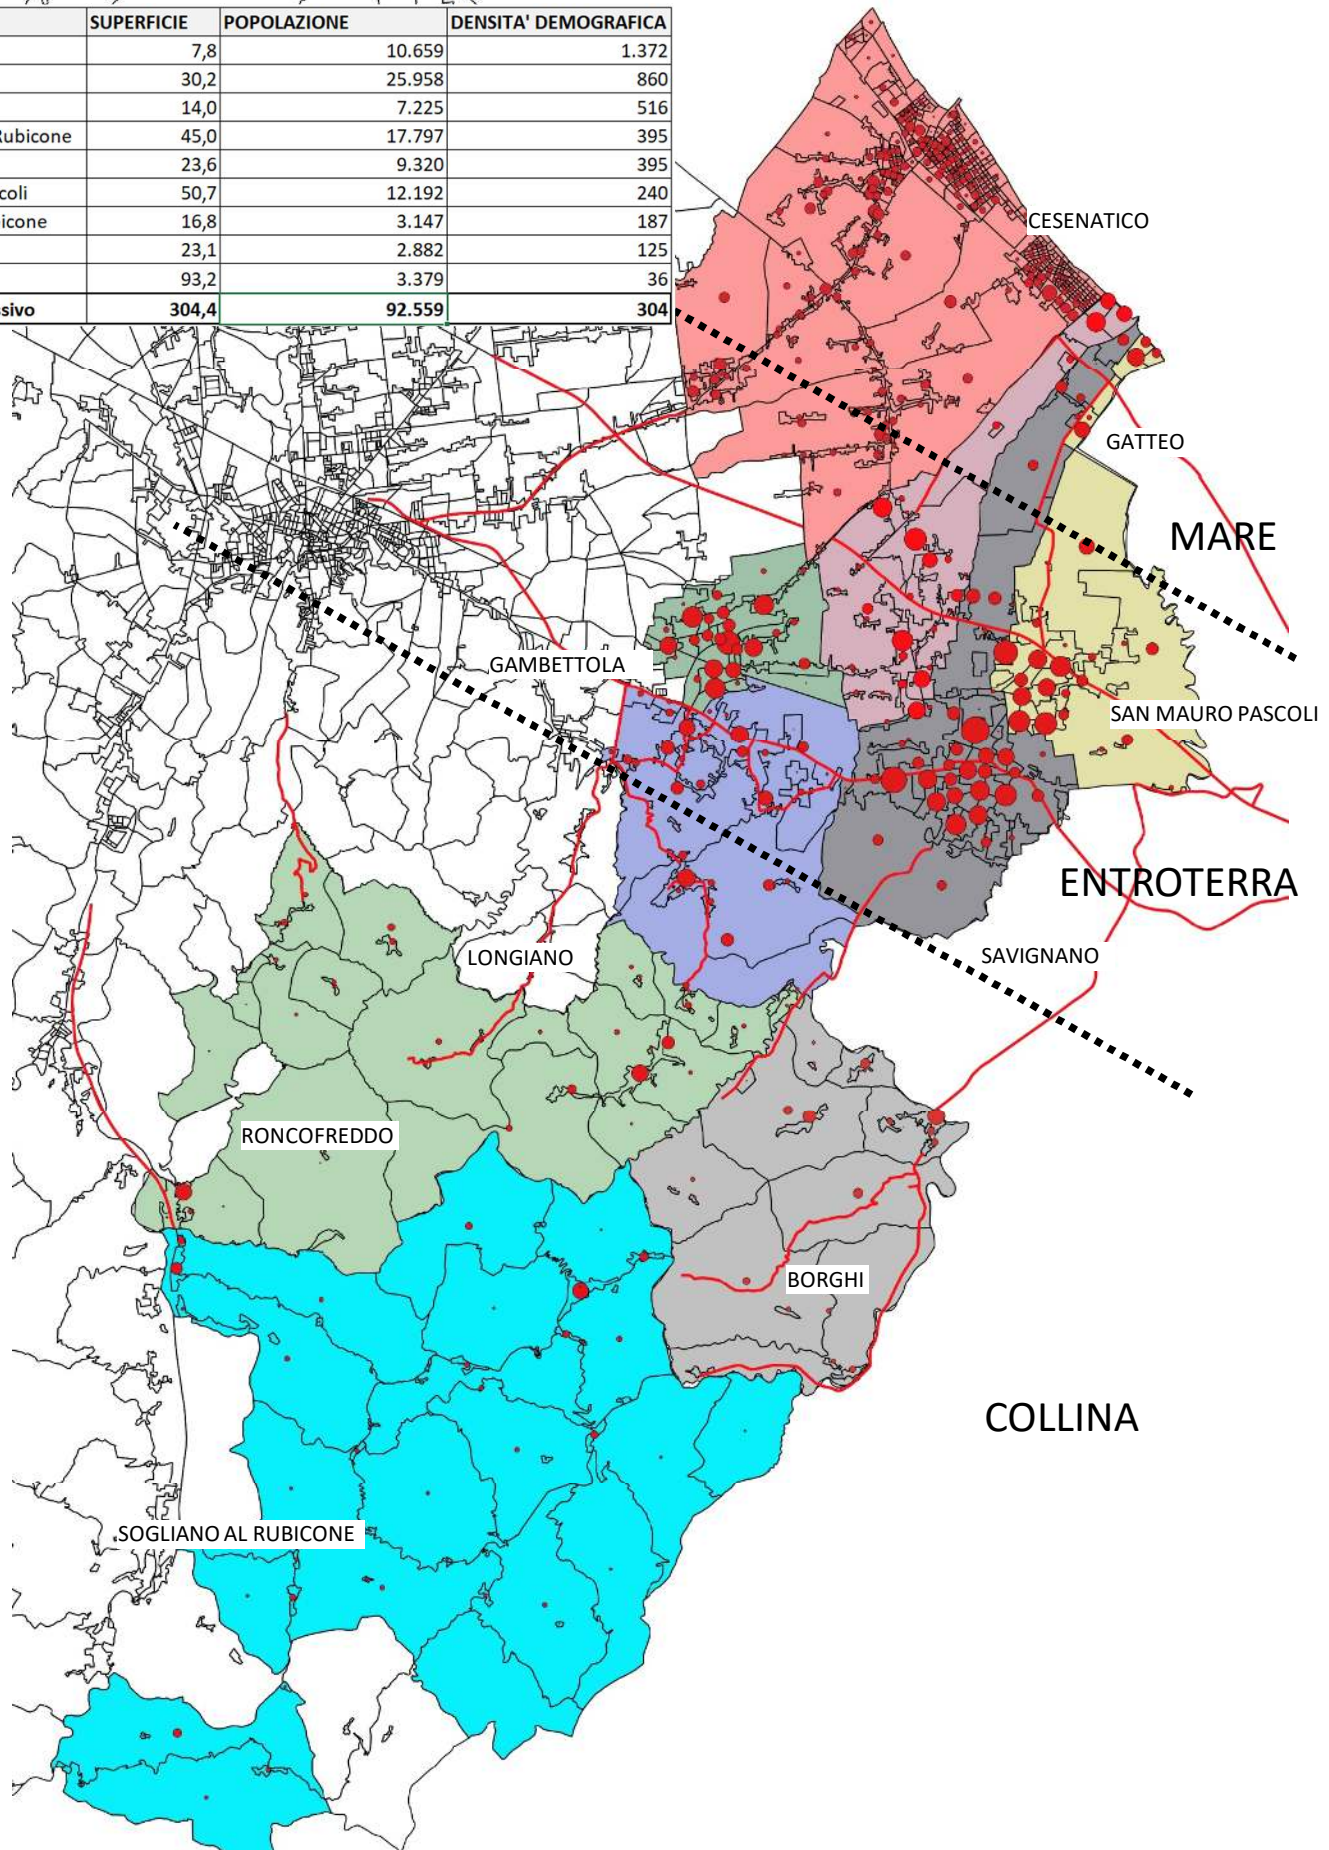 SUPERFICIE POPOLAZIONE DENSITA' DEMOGRAFICA
7,8 10.659 1.372
30,2 25.958 860
14,0 7.225 516
Rubicone 45,0 17.797 395
23,6 9.320 395
coli 50,7 12.192 240
icone 16,8 3.147 187
23,1 2.882 125
93,2 3.379 36
sivo 304,4 92.559 304
CESENATICO
GATTEO
MARE
GAMBETTOLA
SAN MAURO PASCOLI
ENTROTERRA
LONGIANO
SAVIGNANO
RONCOFREDDO
BORGHI
COLLINA
SOGLIANO AL RUBICONE